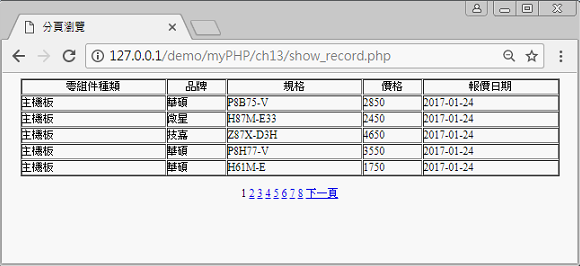 分頁瀏覽
127.0.0.1/demo/myPHP/ch13/show_record.php
零組件種類 品牌 規格 價格 報價日期
主機板 華碩 P8B75-V 2850 2017-01-24
主機板 微星 H87M-E33 2450 2017-01-24
主機板 技嘉 Z87X-D3H 4650 2017-01-24
主機板 華碩 P8H77-V 3550 2017-01-24
主機板 華碩 H61M-E 1750 2017-01-24
1 2 3 4 5 6 7 8 下一頁